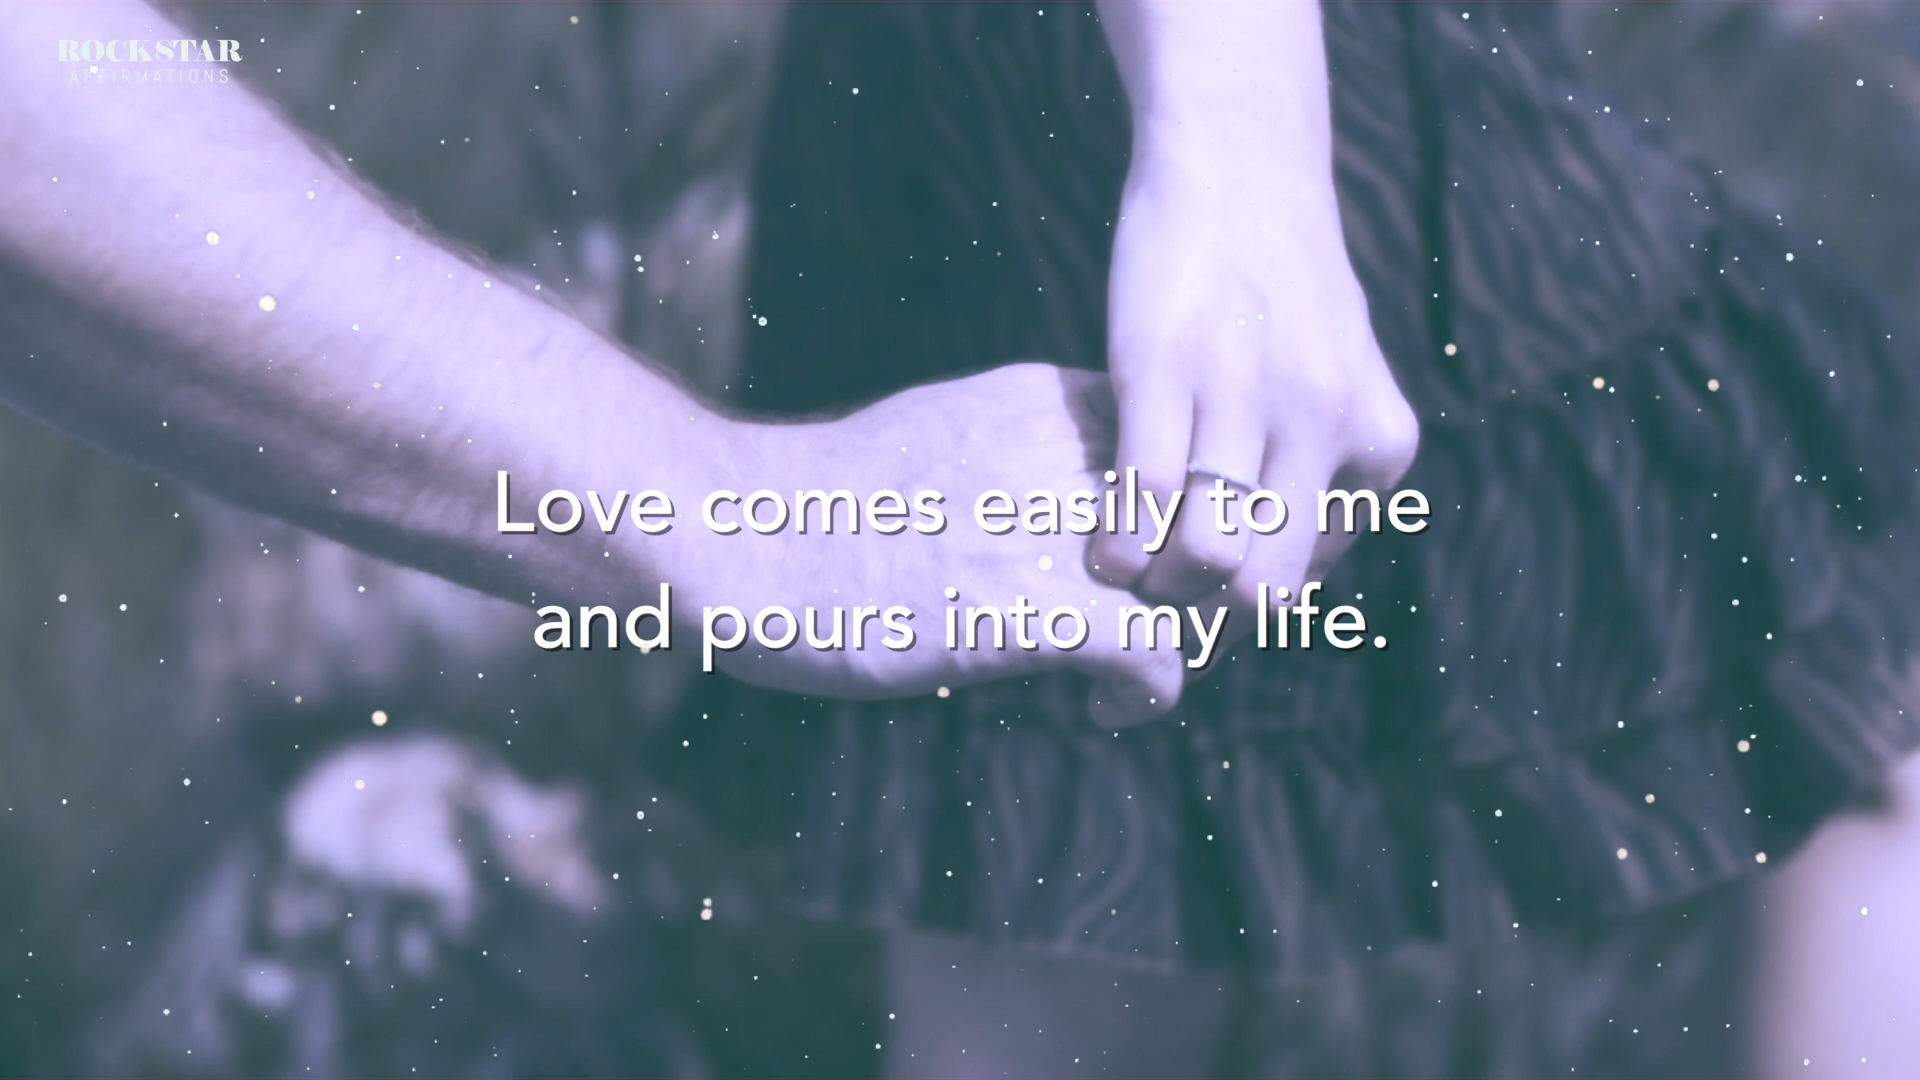 ROCKSTAR
AFFIRMATIONS
Love comes easily to me
and pours into my life.